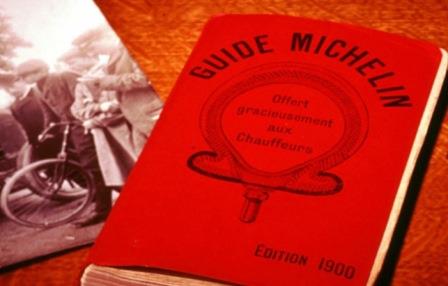 GUIDE MICHELIN
Offert
gracieusement
aux
Chauffeurs
EDITION 1900